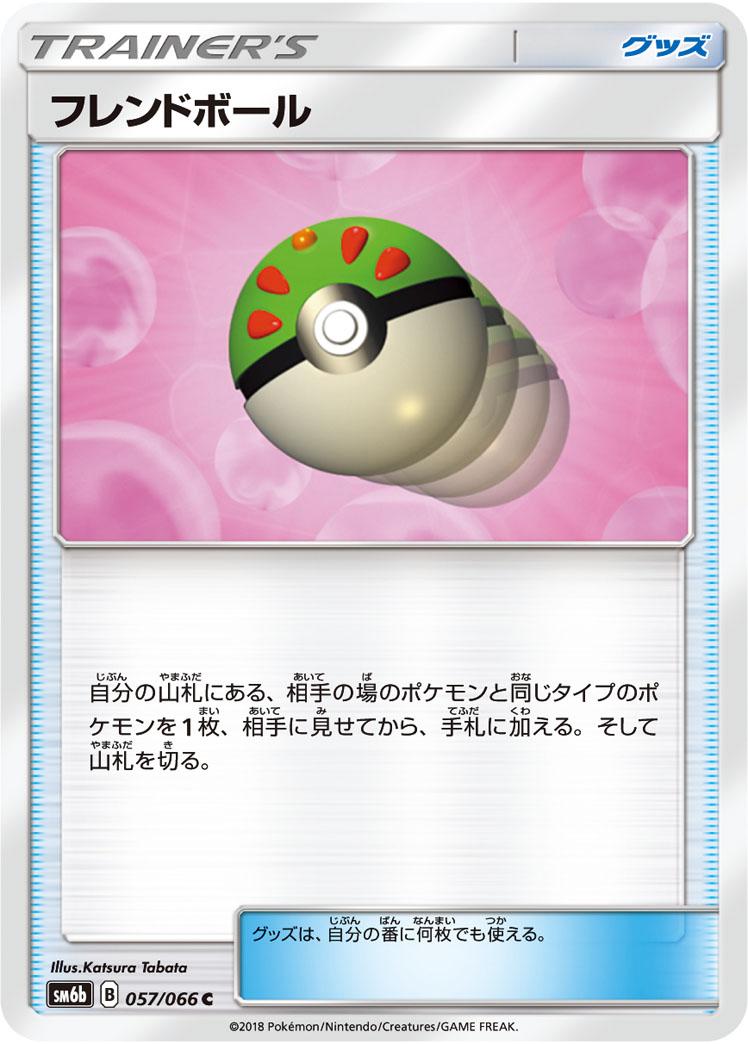 TRAINER'S
グッズ
フレンドボール
自分の山札にある、相手の場のポケモンと同じタイプのポ
ケモンを1枚、相手に見せてから、手札に加える。そして
山札を切る。
グッズは、自分の番に何枚でも使える。
Illus.Katsura Tabata
SM6b B 057/066 C
©2018 Pokémon/Nintendo/Creatures/GAME FREAK.